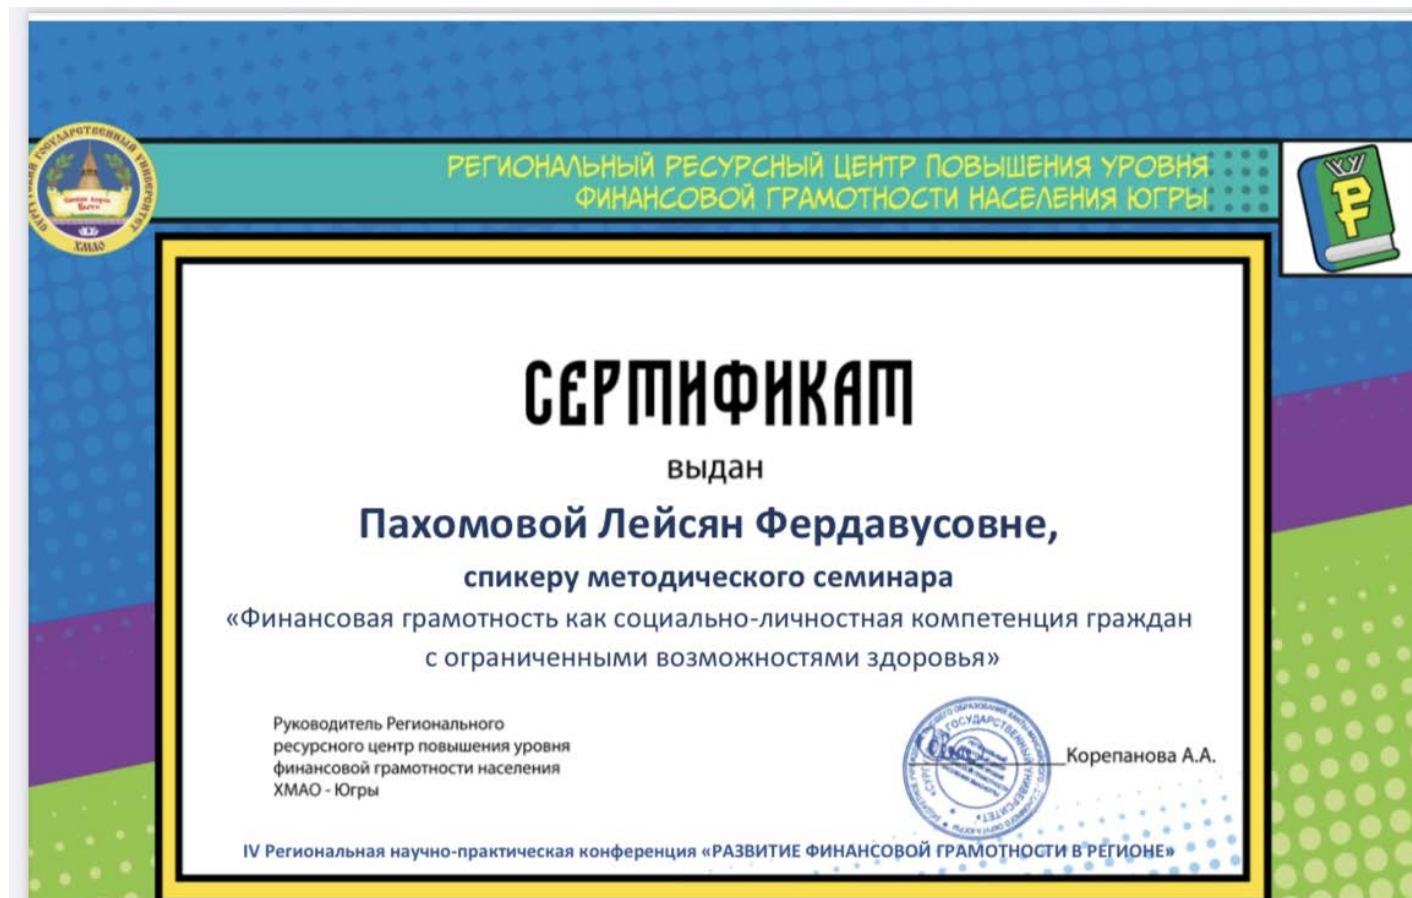 РЕГИОНАЛЬНЫЙ РЕСУРСНЫЙ ЦЕНТР ПОВЫШЕНИЯ УРОВНЯ
ФИНАНСОВОЙ ГРАМОТНОСТИ НАСЕЛЕНИЯ ЮГРЫ
ХМАО
СЕРТИФИКАТ
выдан
Пахомовой Лейсян Фердавусовне,
спикеру методического семинара
«Финансовая грамотность как социально-личностная компетенция граждан
с ограниченными возможностями здоровья»
Руководитель Регионального
ресурсного центр повышения уровня
финансовой грамотности населения
ХМАО - Югры
Корепанова А.А.
IV Региональная научно-практическая конференция «РАЗВИТИЕ ФИНАНСОВОЙ ГРАМОТНОСТИ В РЕГИОНЕ»